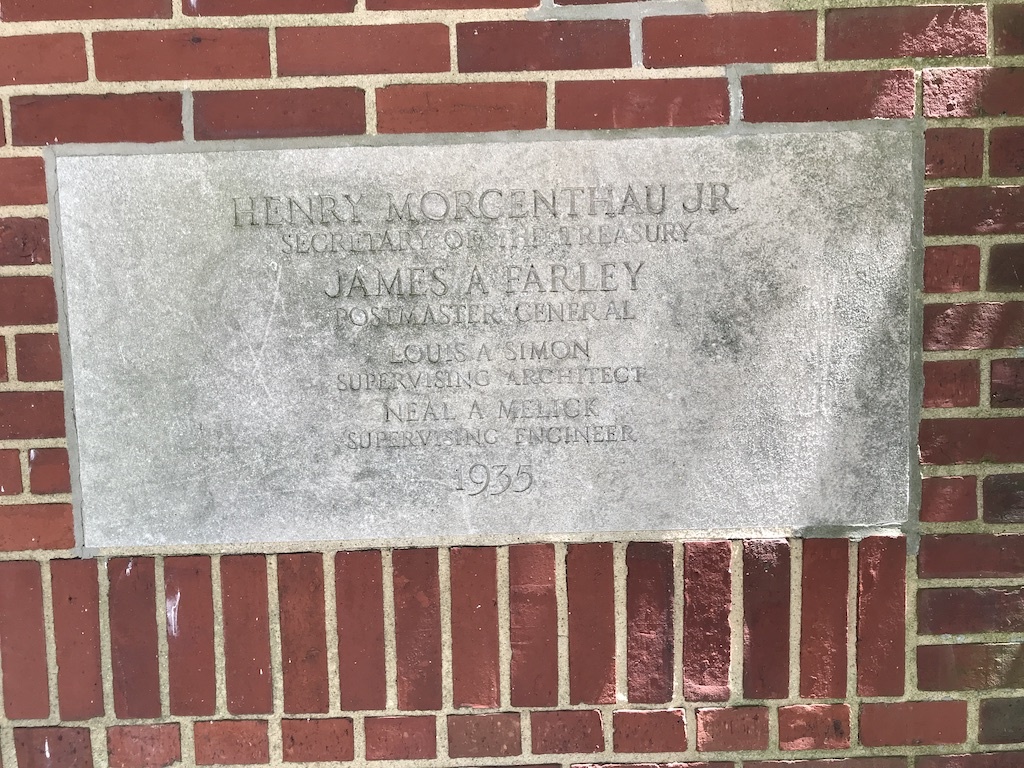 HENRY MORGENTHAU JR
SECRETARY OF THE TREASURY
JAMES A FARLEY
POSTMASTER GENERAL
LOUIS A SIMON
SUPERVISING ARCHITECT
NEAL A MELICK
SUPERVISING ENGINEER
1935